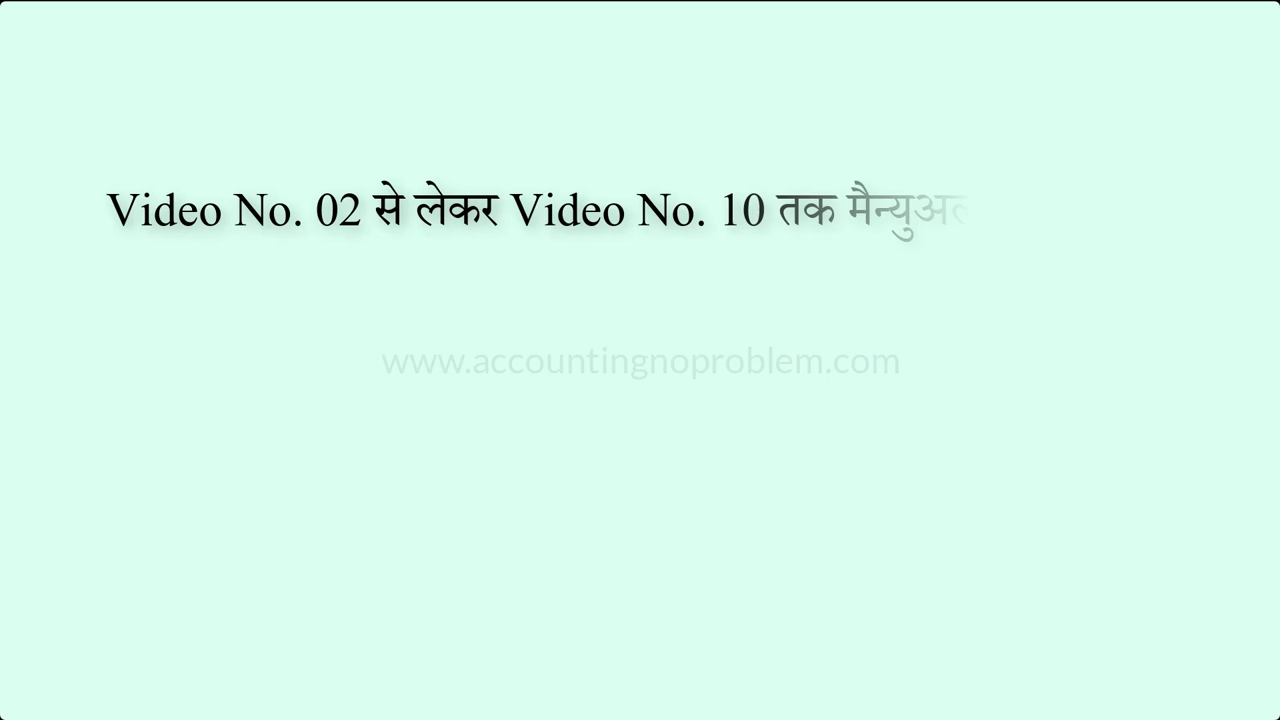 Video No. 02 से लेकर Video No. 10 तक
www.accountingnoproblem.com